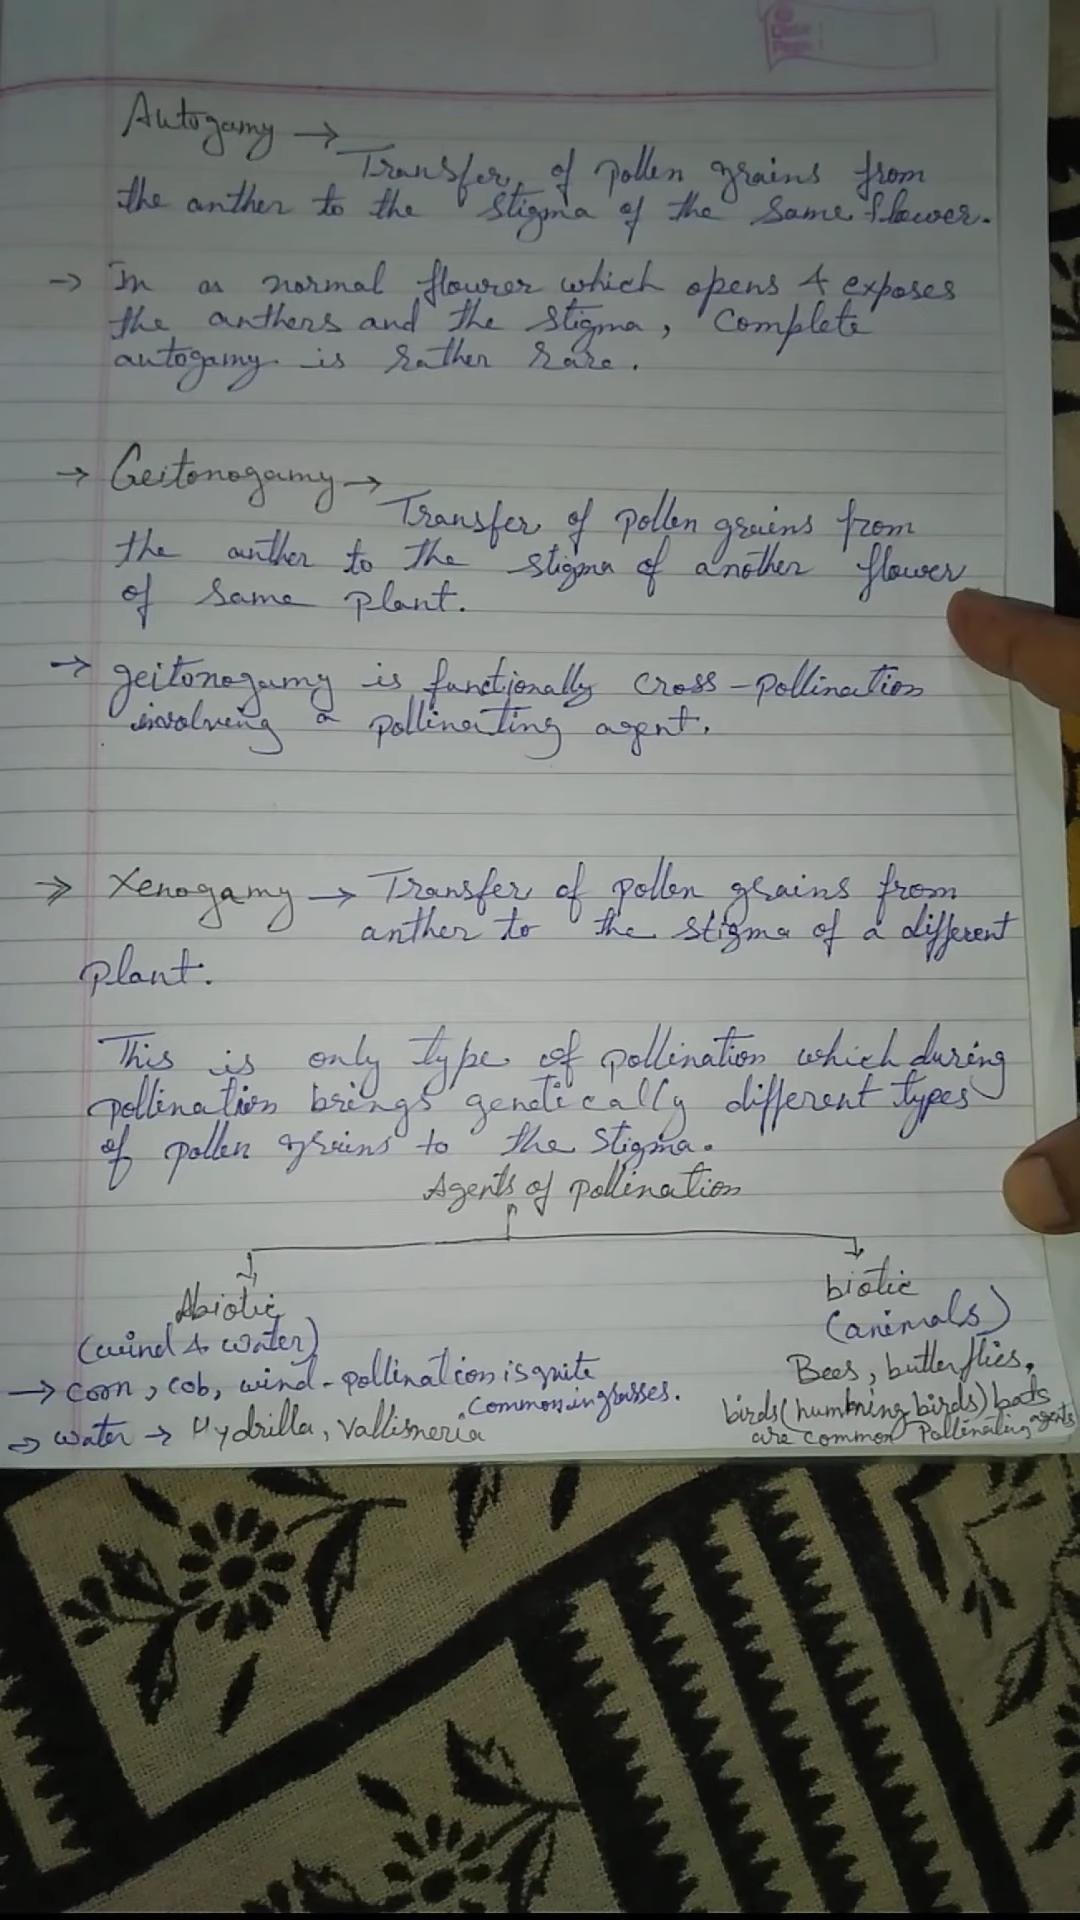 Date :
Page :
Autogamy →
Transfer of pollen grains from
the anther to the stigma of the same flower.
→ In a normal flower which opens & exposes
the anthers and the stigma, Complete
autogamy is rather rare.
→ Geitonogamy →
Transfer of pollen grains from
the anther to the stigma of another flower
of same plant.
→ geitonogamy is functionally cross-pollination
involving a pollinating agent.
→ Xenogamy → Transfer of pollen grains from
anther to the stigma of a different
plant.
This is only type of pollination which during
pollination brings genetically different types
of pollen grains to the stigma.
Agents of pollination
Abiotic
(wind & water)
→ corn, cob, wind-pollination is quite
common in grasses.
→ water → Hydrilla, Vallisneria
biotic
(animals)
Bees, butterflies,
birds (humming birds) bats
are common Pollinating agents